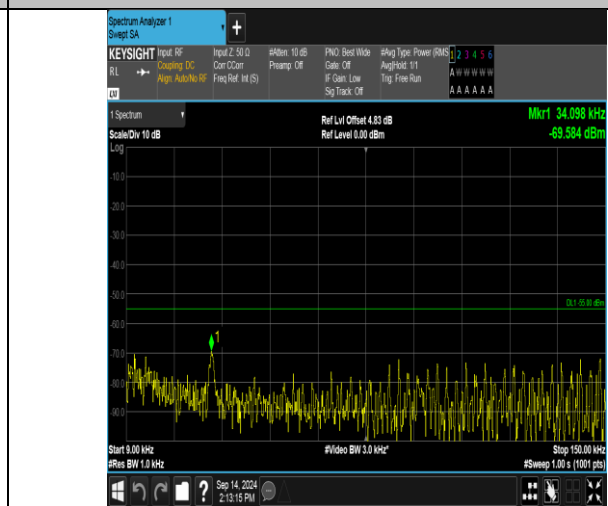 Spectrum Analyzer 1
Swept SA
+
KEYSIGHT
RL
Input: RF
Coupling: DC
Align: Auto/No RF
Input Z: 50 Ω
Corr CCorr
Freq Ref: Int (S)
#Atten: 10 dB
Preamp: Off
PNO: Best Wide
Gate: Off
IF Gain: Low
Sig Track: Off
#Avg Type: Power (RMS
Avg|Hold: 1/1
Trig: Free Run
1 2 3 4 5 6
A W W W W W
A A A A A A
1 Spectrum
Scale/Div 10 dB
Log
Ref Lvl Offset 4.83 dB
Ref Level 0.00 dBm
Mkr1 34.098 kHz
-69.584 dBm
-10.0
-20.0
-30.0
-40.0
-50.0
DL1 -55.00 dBm
-60.0
1
-70.0
-80.0
-90.0
Start 9.00 kHz
#Res BW 1.0 kHz
#Video BW 3.0 kHz*
Stop 150.00 kHz
#Sweep 1.00 s (1001 pts)
?
Sep 14, 2024
2:13:15 PM